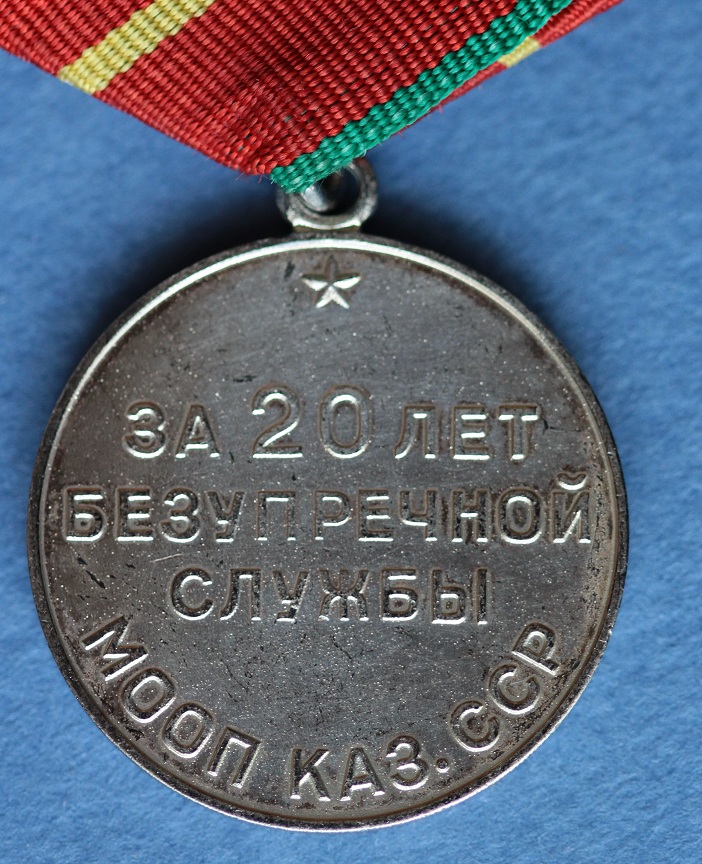 ЗА 20 ЛЕТ
БЕЗУПРЕЧНОЙ
СЛУЖБЫ
МООП КАЗ. ССР